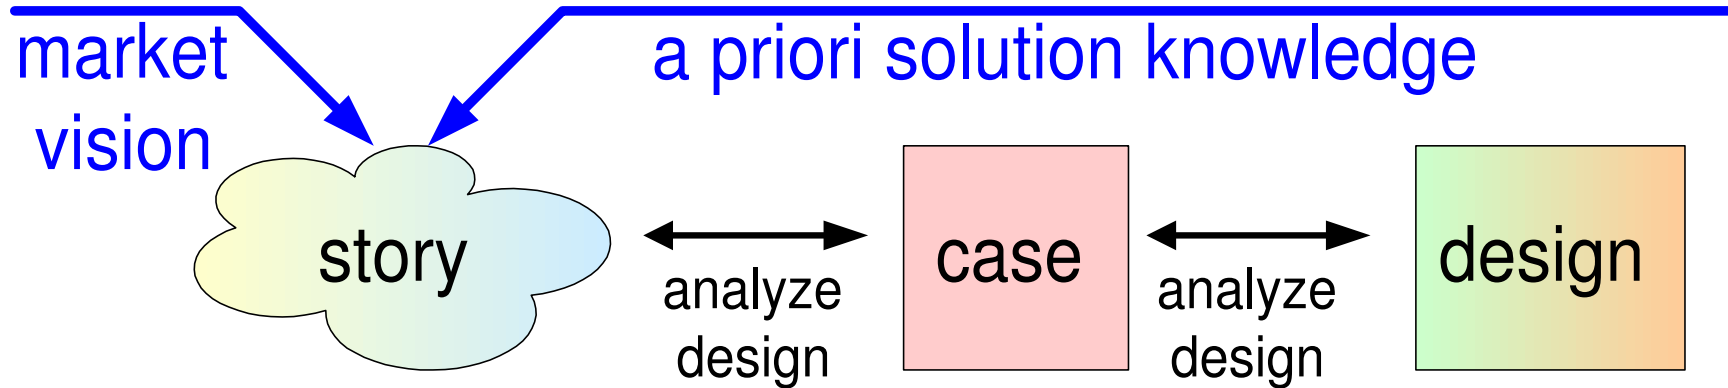 market
vision
a priori solution knowledge
story
analyze
design
case
analyze
design
design